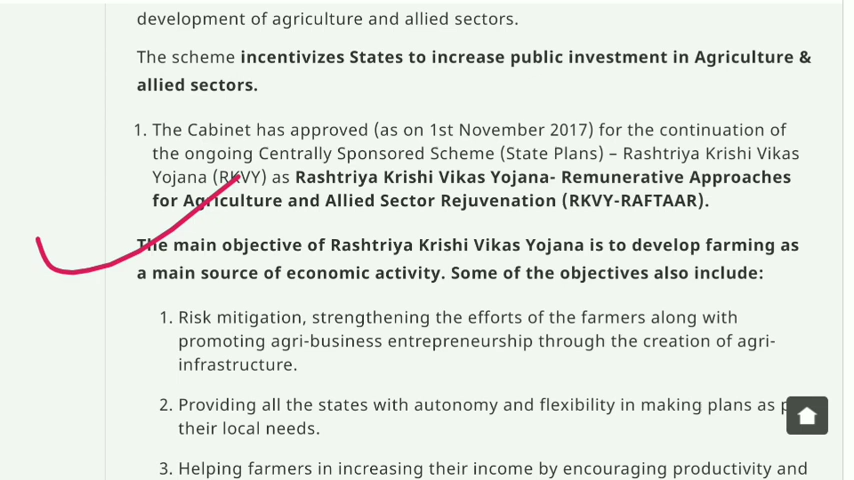 development of agriculture and allied sectors.
The scheme incentivizes States to increase public investment in Agriculture &
allied sectors.
1. The Cabinet has approved (as on 1st November 2017) for the continuation of
the ongoing Centrally Sponsored Scheme (State Plans) – Rashtriya Krishi Vikas
Yojana (RKVY) as Rashtriya Krishi Vikas Yojana- Remunerative Approaches
for Agriculture and Allied Sector Rejuvenation (RKVY-RAFTAAR).
The main objective of Rashtriya Krishi Vikas Yojana is to develop farming as
a main source of economic activity. Some of the objectives also include:
1. Risk mitigation, strengthening the efforts of the farmers along with
promoting agri-business entrepreneurship through the creation of agri-
infrastructure.
2. Providing all the states with autonomy and flexibility in making plans as
their local needs.
3. Helping farmers in increasing their income by encouraging productivity and